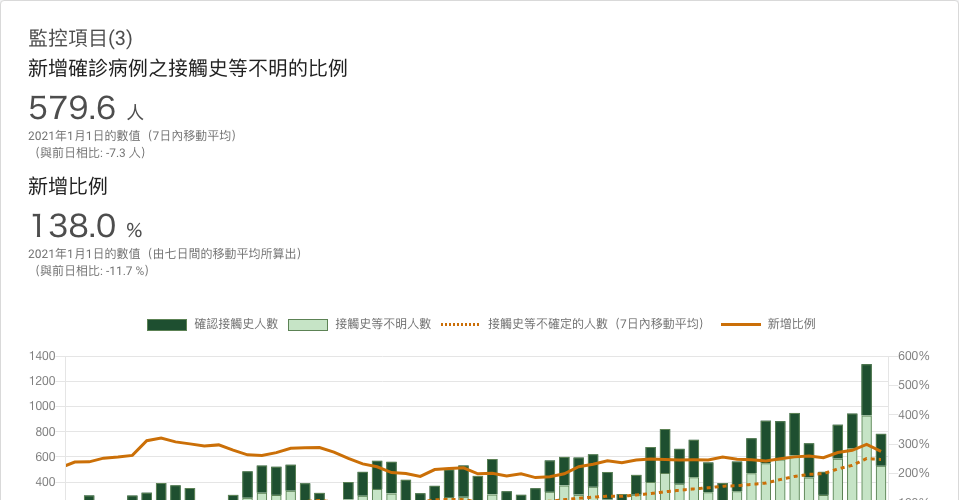 監控項目(3)
新增確診病例之接觸史等不明的比例
579.6 人
2021年1月1日的數值（7日內移動平均）
（與前日相比: -7.3 人）
新增比例
138.0 %
2021年1月1日的數值（由七日間的移動平均所算出）
（與前日相比: -11.7 %）
確認接觸史人數 接觸史等不明人數 接觸史等不確定的人數（7日內移動平均） 新增比例
1400 600%
1200 500%
1000 400%
800 300%
600 200%
400